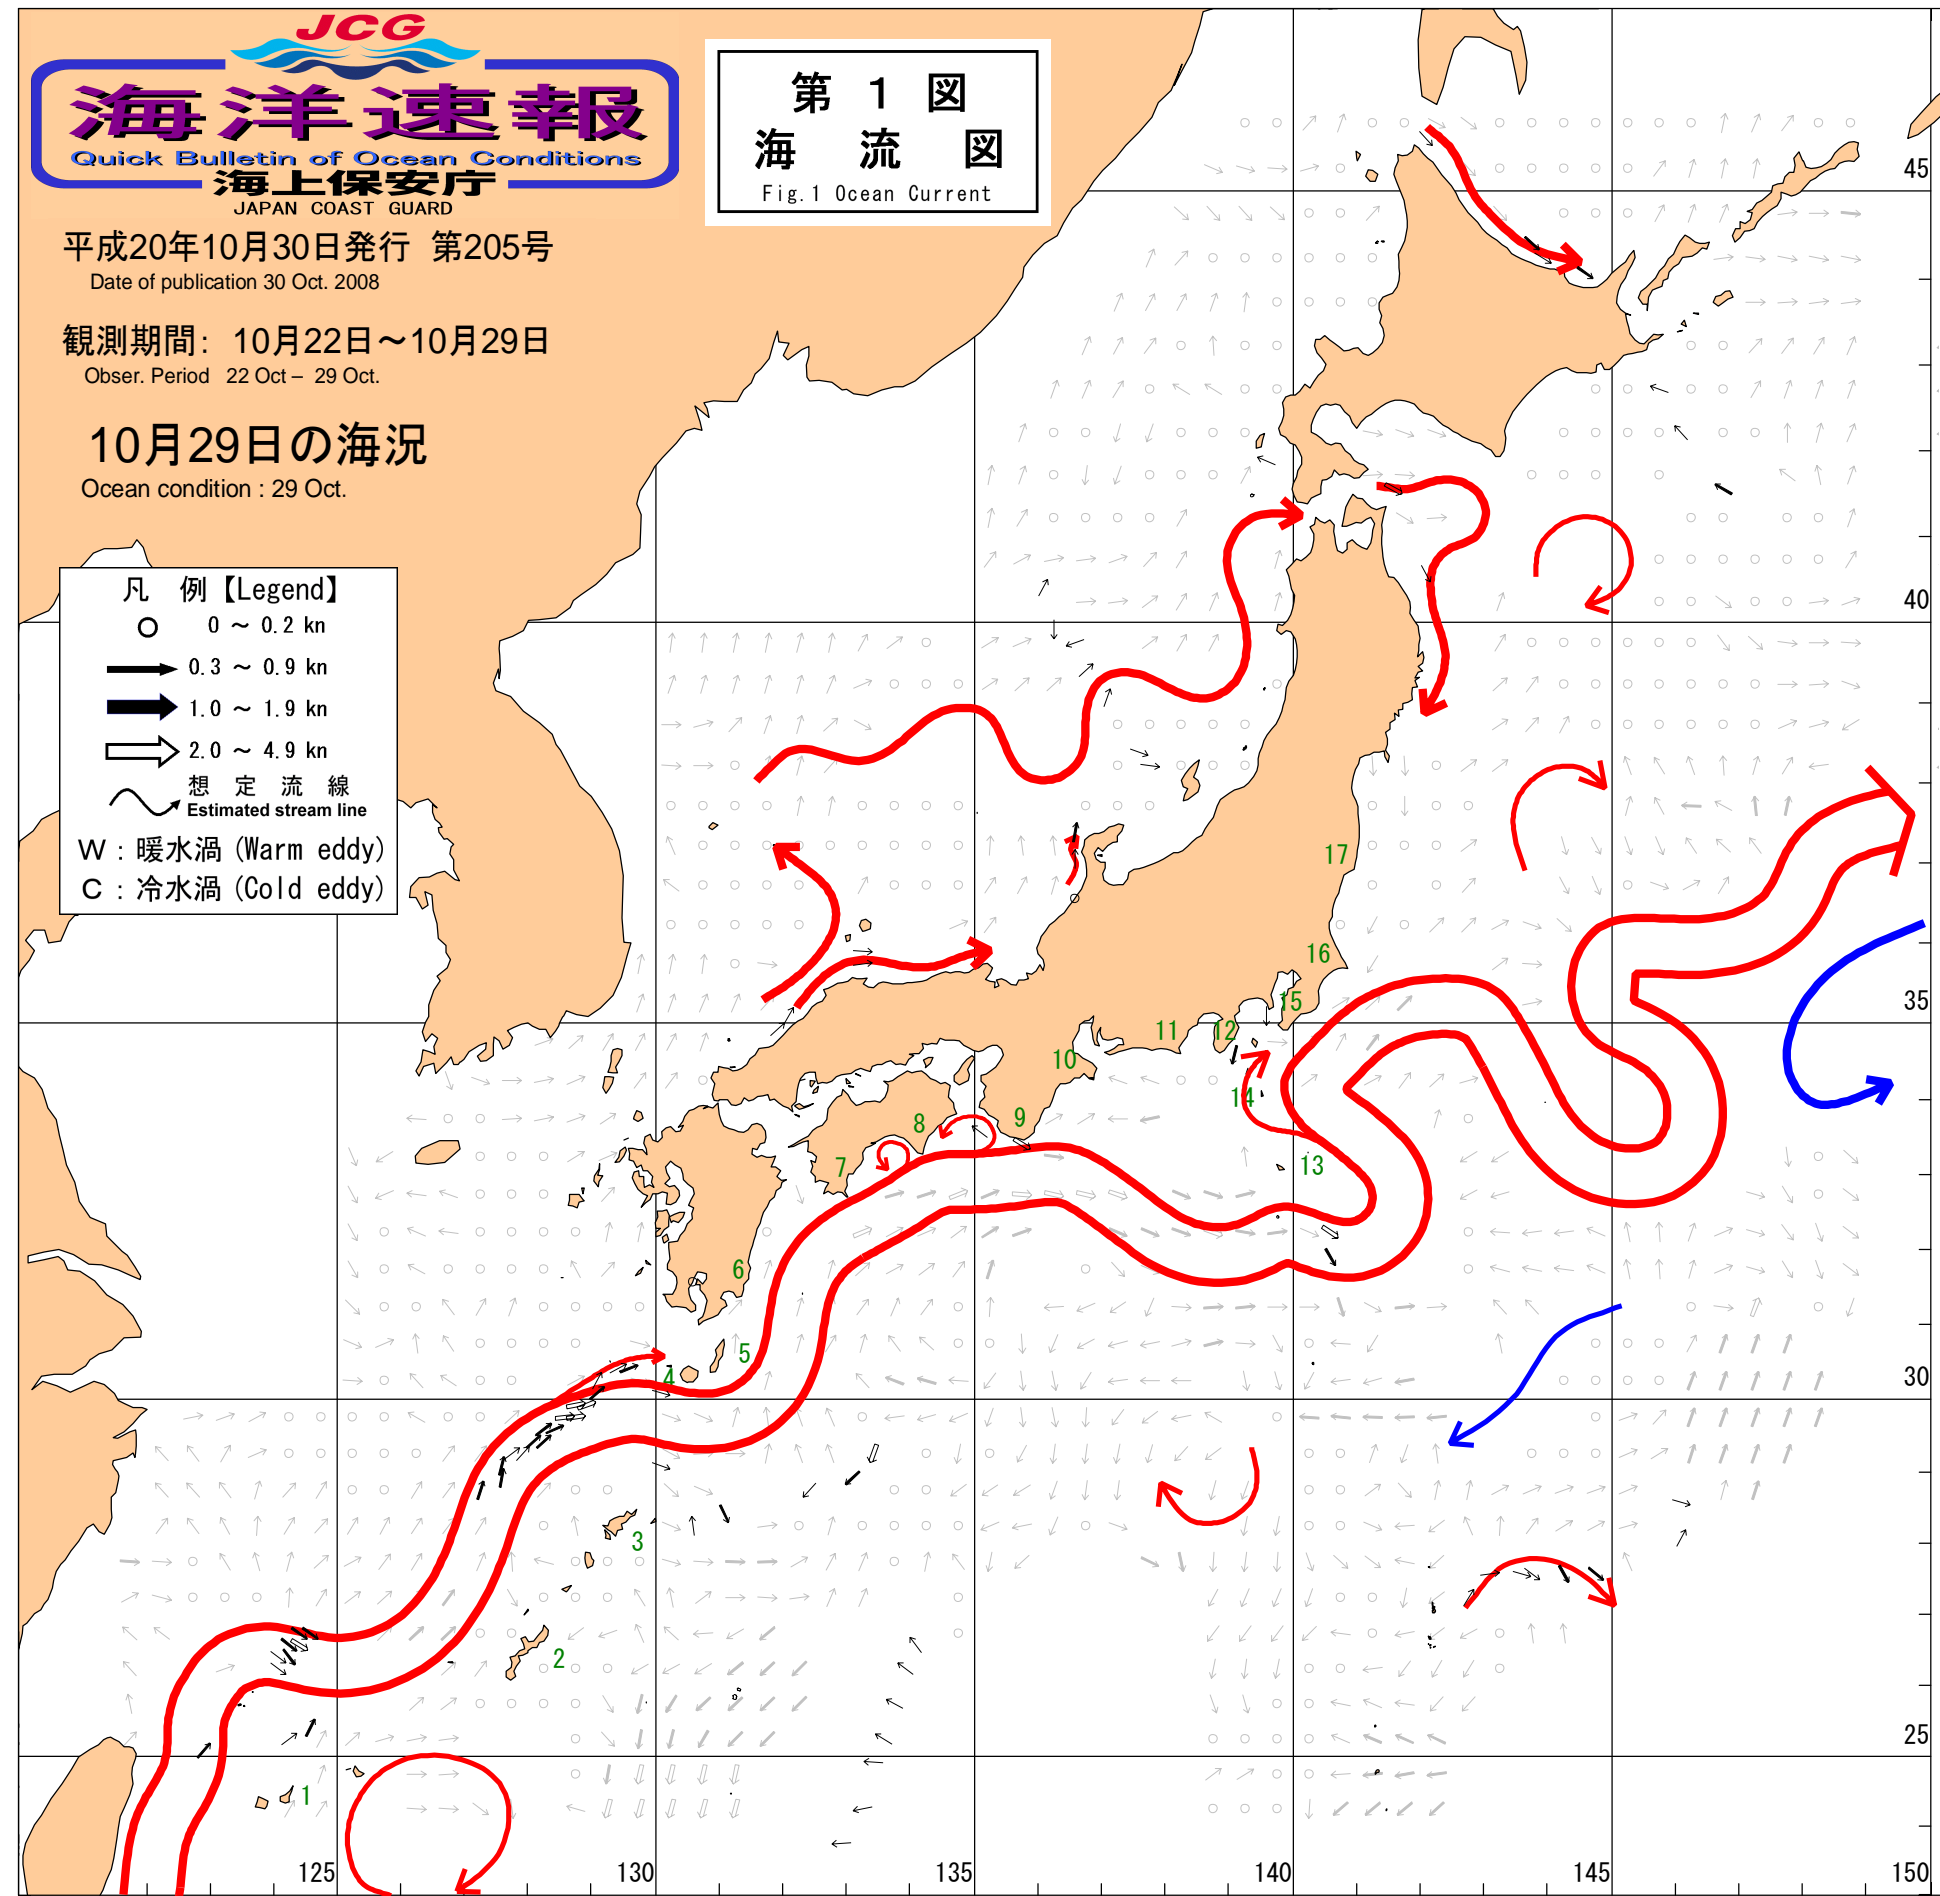 JCG
海洋速報
Quick Bulletin of Ocean Conditions
海上保安庁
JAPAN COAST GUARD
第 1 図
海 流 図
Fig.1 Ocean Current
平成20年10月30日発行 第205号
Date of publication 30 Oct. 2008
観測期間: 10月22日～10月29日
Obser. Period 22 Oct – 29 Oct.
10月29日の海況
Ocean condition : 29 Oct.
凡 例【Legend】
0 ～ 0.2 kn
0.3 ～ 0.9 kn
1.0 ～ 1.9 kn
2.0 ～ 4.9 kn
想 定 流 線
Estimated stream line
W : 暖水渦 (Warm eddy)
C : 冷水渦 (Cold eddy)
45
40
35
30
25
17
16
15
14
13
12
11
10
9
8
7
6
5
4
3
2
1
125
130
135
140
145
150